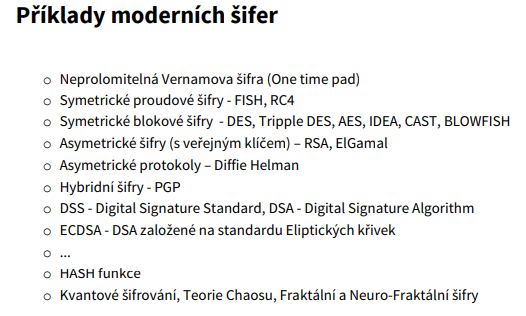 Příklady moderních šifer
○ Neprolomitelná Vernamova šifra (One time pad)
○ Symetrické proudové šifry - FISH, RC4
○ Symetrické blokové šifry - DES, Tripple DES, AES, IDEA, CAST, BLOWFISH
○ Asymetrické šifry (s veřejným klíčem) – RSA, ElGamal
○ Asymetrické protokoly – Diffie Helman
○ Hybridní šifry - PGP
○ DSS - Digital Signature Standard, DSA - Digital Signature Algorithm
○ ECDSA - DSA založené na standardu Eliptických křivek
○ ...
○ HASH funkce
○ Kvantové šifrování, Teorie Chaosu, Fraktální a Neuro-Fraktální šifry